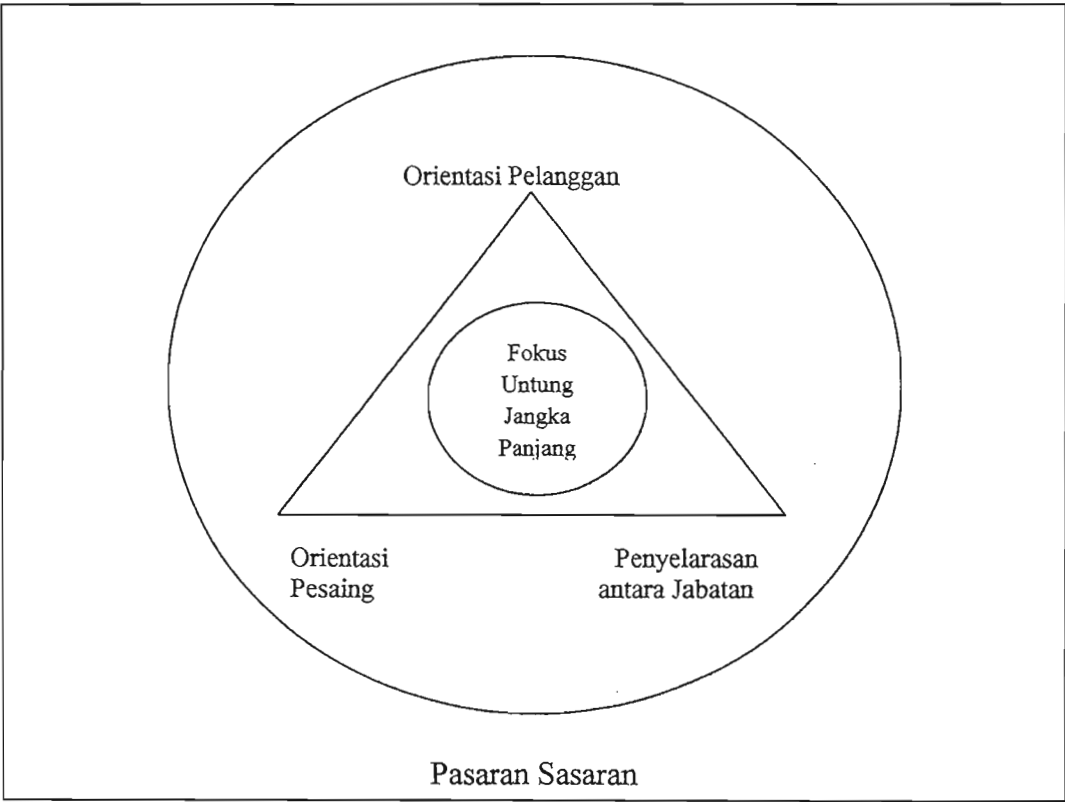 Orientasi Pelanggan
Fokus
Untung
Jangka
Panjang
Orientasi
Pesaing
Penyelarasan
antara Jabatan
Pasaran Sasaran